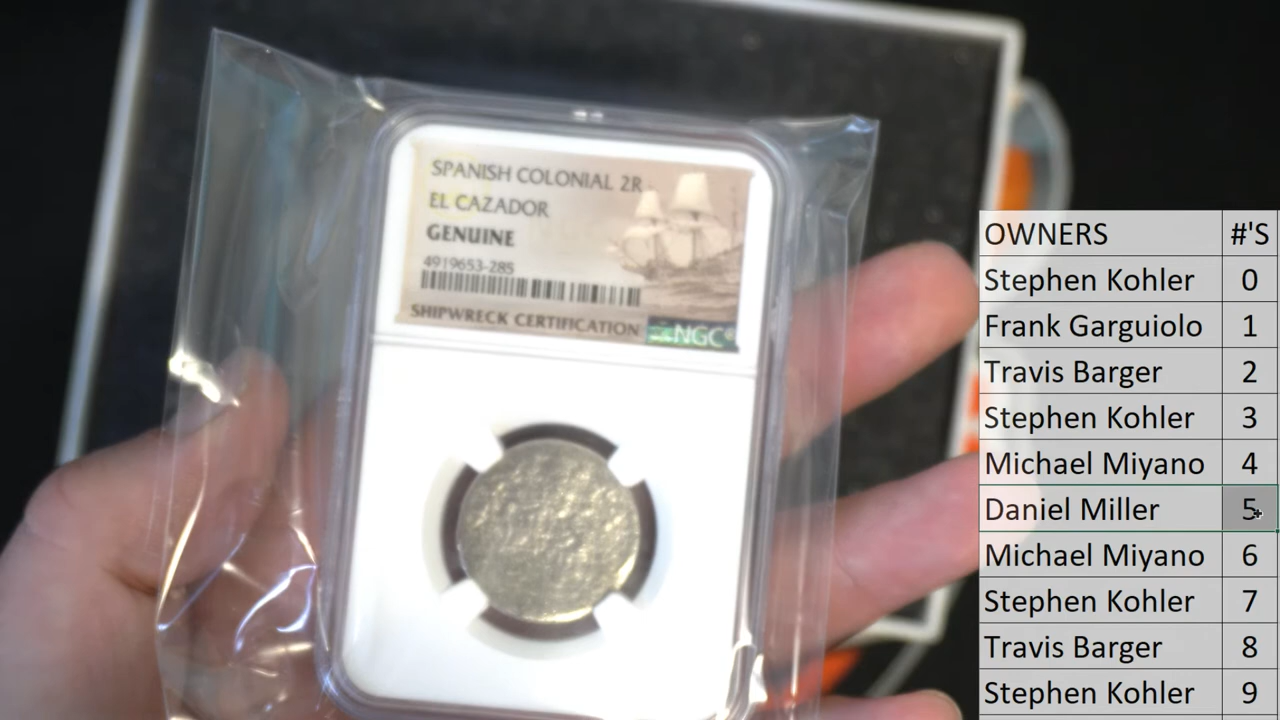 SPANISH COLONIAL 2R
EL CAZADOR
GENUINE
4919653-285
SHIPWRECK CERTIFICATION NGC
OWNERS #'S
Stephen Kohler 0
Frank Garguiolo 1
Travis Barger 2
Stephen Kohler 3
Michael Miyano 4
Daniel Miller 5
Michael Miyano 6
Stephen Kohler 7
Travis Barger 8
Stephen Kohler 9